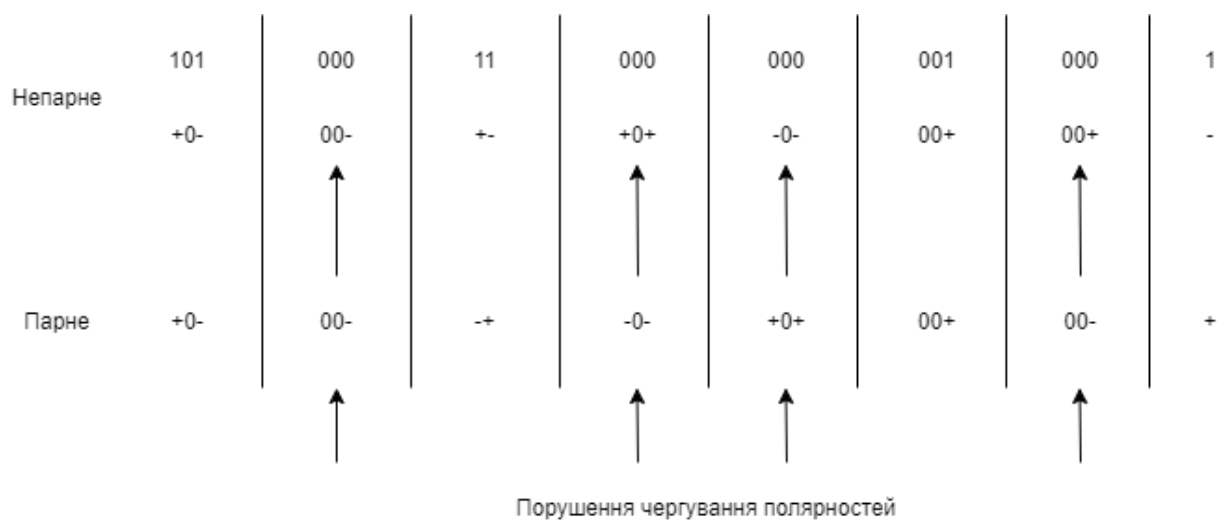 101 000 11 000 000 001 000 1
Непарне
+0- 00- +- +0+ -0- 00+ 00+ -
Парне +0- 00- -+ -0- +0+ 00+ 00- +
Порушення чергування полярностей